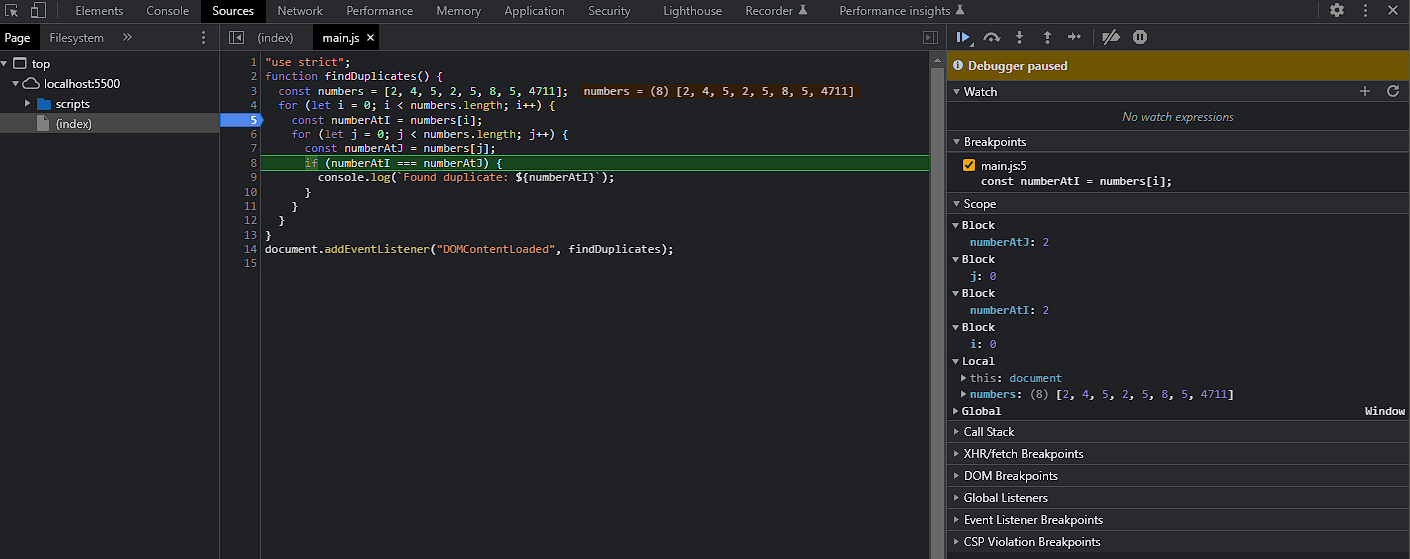 Elements Console Sources Network Performance Memory Application Security Lighthouse Recorder Performance insights
Page Filesystem
top
localhost:5500
scripts
(index)
(index) main.js
1 "use strict";
2 function findDuplicates() {
3 const numbers = [2, 4, 5, 2, 5, 8, 5, 4711]; numbers = (8) [2, 4, 5, 2, 5, 8, 5, 4711]
4 for (let i = 0; i < numbers.length; i++) {
5 const numberAtI = numbers[i];
6 for (let j = 0; j < numbers.length; j++) {
7 const numberAtJ = numbers[j];
8 if (numberAtI === numberAtJ) {
9 console.log(`Found duplicate: ${numberAtI}`);
10 }
11 }
12 }
13 }
14 document.addEventListener("DOMContentLoaded", findDuplicates);
15
Debugger paused
Watch
No watch expressions
Breakpoints
main.js:5
const numberAtI = numbers[i];
Scope
Block
numberAtJ: 2
Block
j: 0
Block
numberAtI: 2
Block
i: 0
Local
this: document
numbers: (8) [2, 4, 5, 2, 5, 8, 5, 4711]
Global Window
Call Stack
XHR/fetch Breakpoints
DOM Breakpoints
Global Listeners
Event Listener Breakpoints
CSP Violation Breakpoints